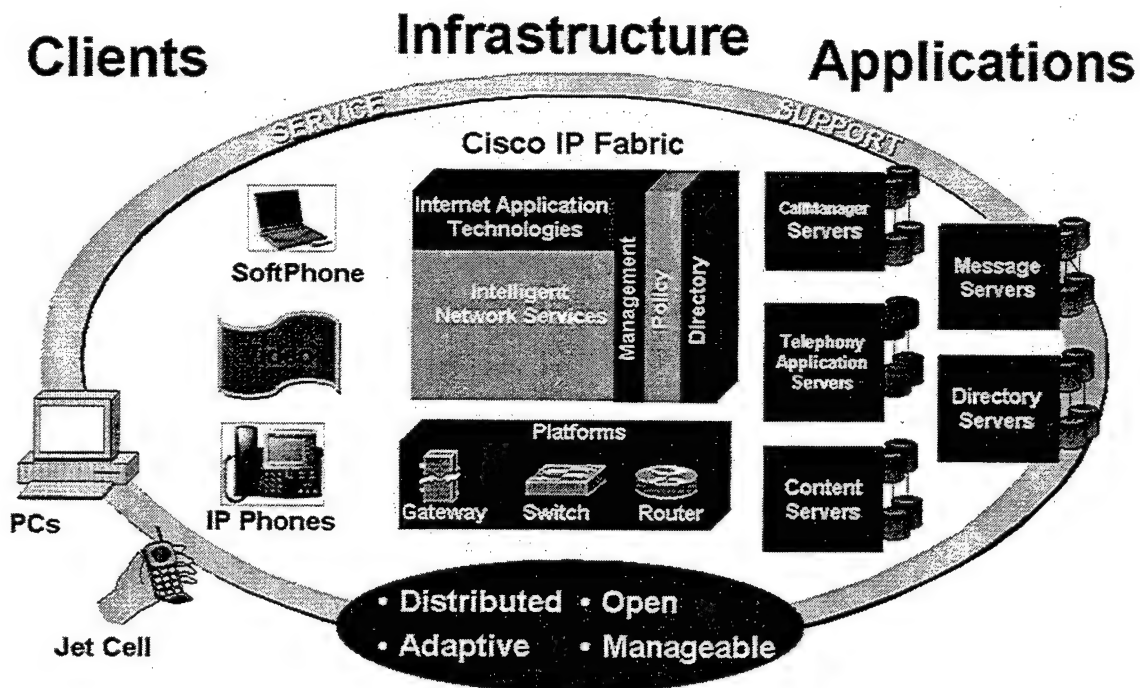 Clients
Infrastructure
Applications
SERVICE
SUPPORT
Cisco IP Fabric
SoftPhone
Video
IP Phones
PCs
Jet Cell
Internet Application
Technologies
Intelligent
Network Services
Management
Policy
Directory
Platforms
Gateway
Switch
Router
CallManager
Servers
Telephony
Application
Servers
Content
Servers
Message
Servers
Directory
Servers
• Distributed • Open
• Adaptive • Manageable